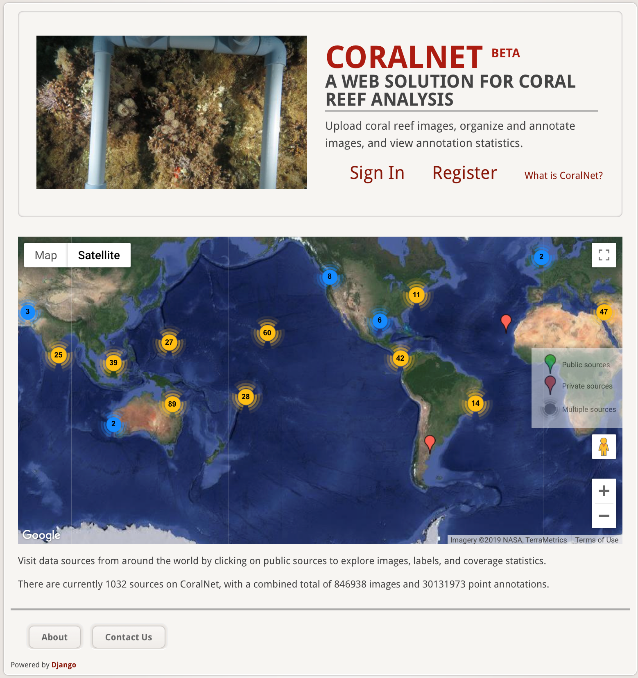 CORALNET BETA
A WEB SOLUTION FOR CORAL
REEF ANALYSIS
Upload coral reef images, organize and annotate
images, and view annotation statistics.
Sign In Register What is CoralNet?
Map Satellite
2
8
11
3
6
47
60
27
25
39
42
Public sources
Private sources
28
89
14
Multiple sources
2
Google
Imagery ©2019 NASA, TerraMetrics Terms of Use
Visit data sources from around the world by clicking on public sources to explore images, labels, and coverage statistics.
There are currently 1032 sources on CoralNet, with a combined total of 846938 images and 30131973 point annotations.
About Contact Us
Powered by Django